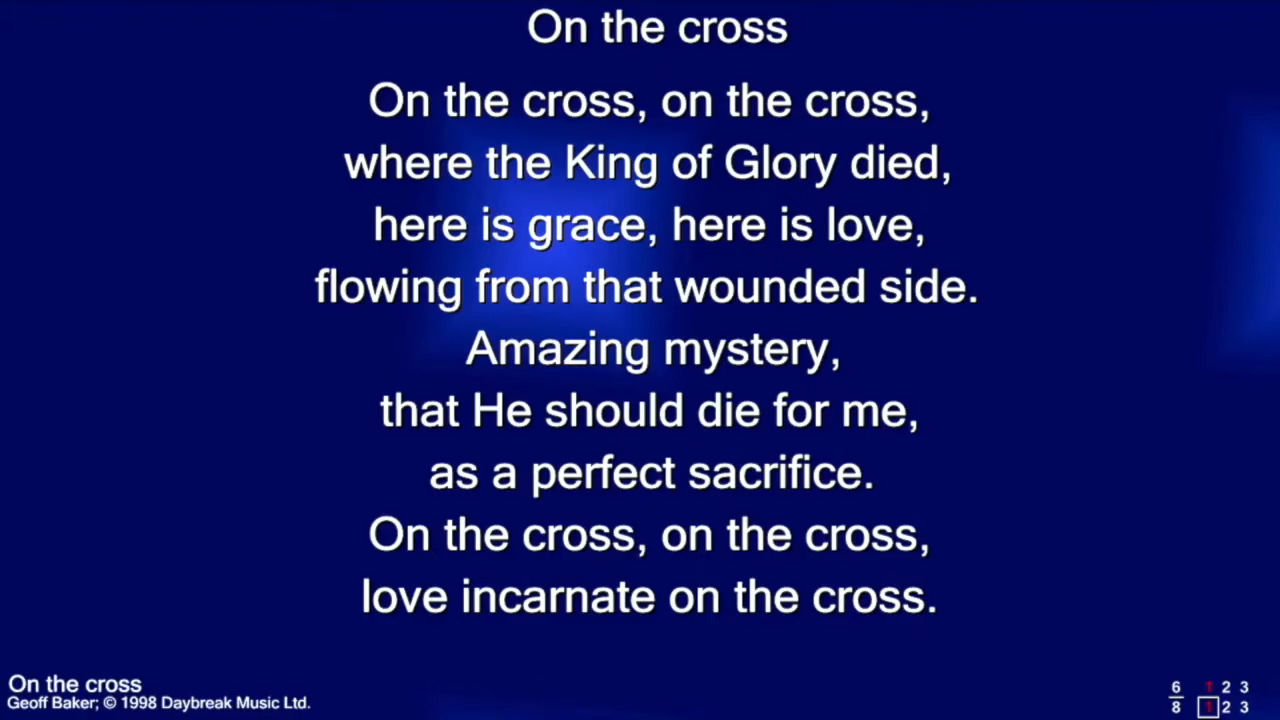 On the cross
On the cross, on the cross,
where the King of Glory died,
here is grace, here is love,
flowing from that wounded side.
Amazing mystery,
that He should die for me,
as a perfect sacrifice.
On the cross, on the cross,
love incarnate on the cross.
On the cross
Geoff Baker; © 1998 Daybreak Music Ltd.
6 1 2 3
8 1 2 3